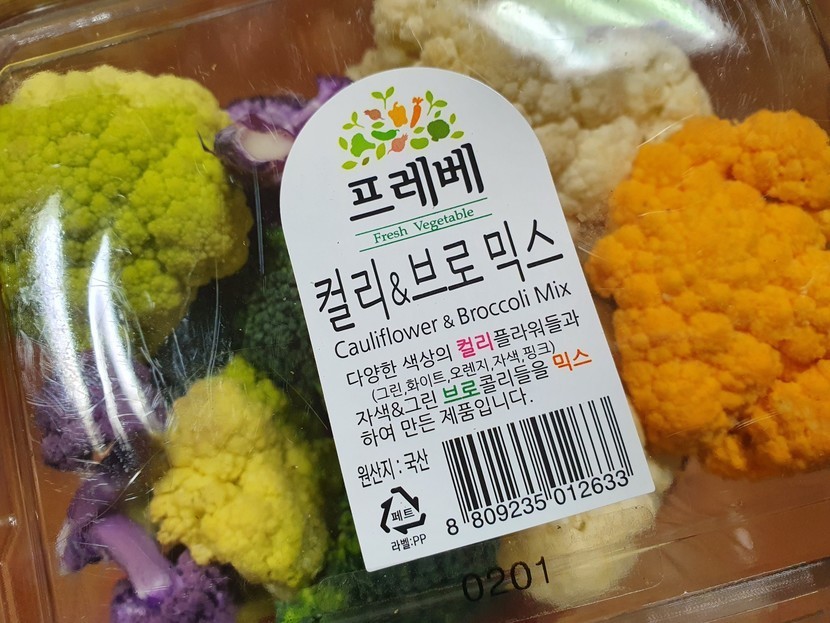 프레베
Fresh Vegetable
컬리&브로 믹스
Cauliflower & Broccoli Mix
다양한 색상의 컬리플라워들과
(그린,화이트,오렌지,자색,핑크)
자색&그린 브로콜리들을 믹스
하여 만든 제품입니다.
원산지 : 국산
페트
라벨:PP
8 809235 012633
0201